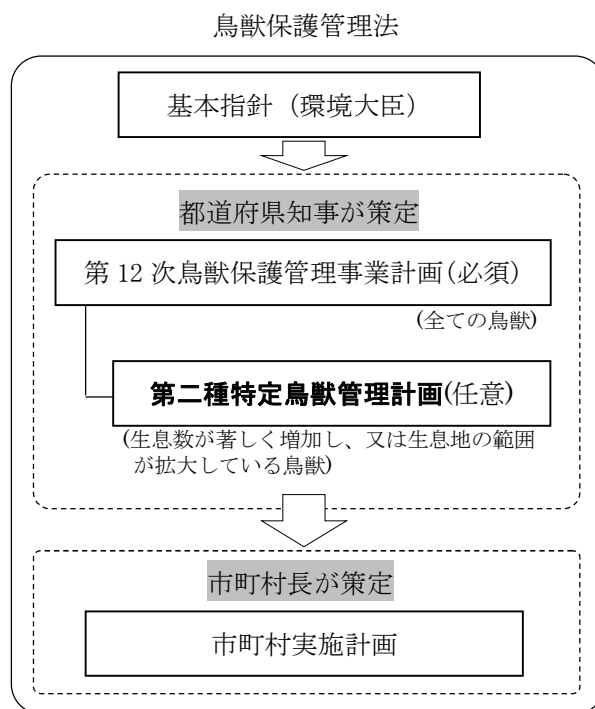 鳥獣保護管理法
基本指針（環境大臣）
都道府県知事が策定
第 12 次鳥獣保護管理事業計画(必須)
(全ての鳥獣)
第二種特定鳥獣管理計画(任意)
(生息数が著しく増加し、又は生息地の範囲
が拡大している鳥獣)
市町村長が策定
市町村実施計画